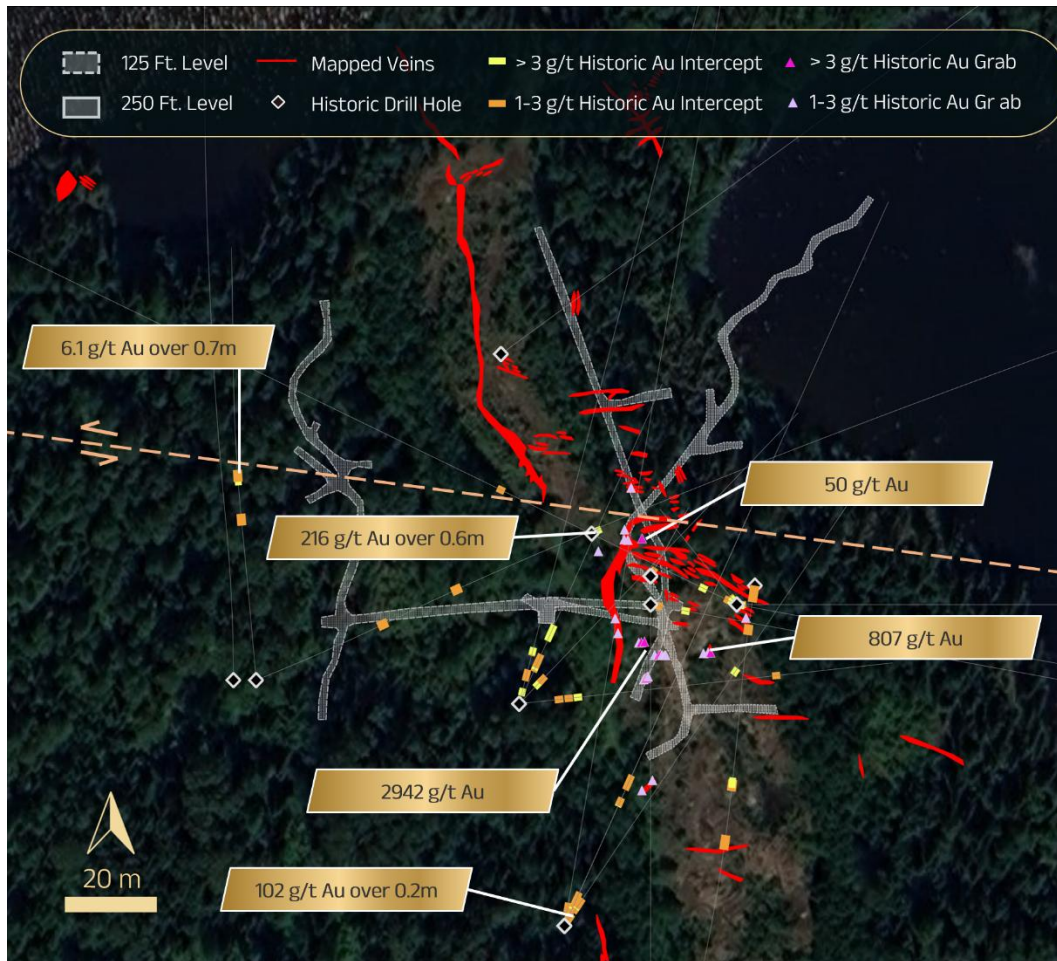 125 Ft. Level
Mapped Veins
> 3 g/t Historic Au Intercept
> 3 g/t Historic Au Grab
250 Ft. Level
Historic Drill Hole
1-3 g/t Historic Au Intercept
1-3 g/t Historic Au Gr ab
6.1 g/t Au over 0.7m
50 g/t Au
216 g/t Au over 0.6m
807 g/t Au
2942 g/t Au
20 m
102 g/t Au over 0.2m